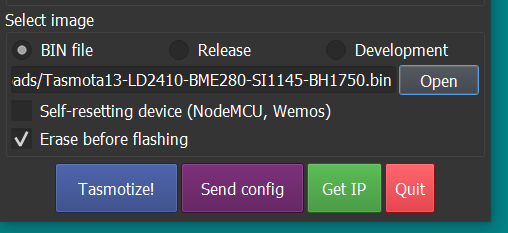 Select image
BIN file Release Development
ads/Tasmota13-LD2410-BME280-SI1145-BH1750.bin Open
Self-resetting device (NodeMCU, Wemos)
Erase before flashing
Tasmotize! Send config Get IP Quit